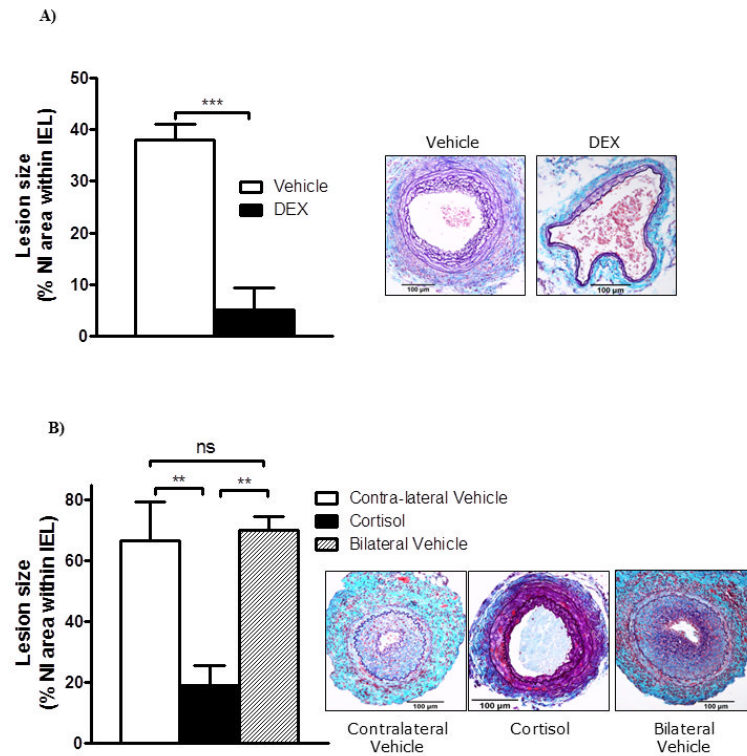 A)
Lesion size
(% NI area within IEL)
50
40
30
20
10
0
***
Vehicle
DEX
Vehicle
DEX
100 µm
100 µm
B)
Lesion size
(% NI area within IEL)
80
60
40
20
0
ns
**
**
Contra-lateral Vehicle
Cortisol
Bilateral Vehicle
100 µm
100 µm
100 µm
Contralateral
Vehicle
Cortisol
Bilateral
Vehicle